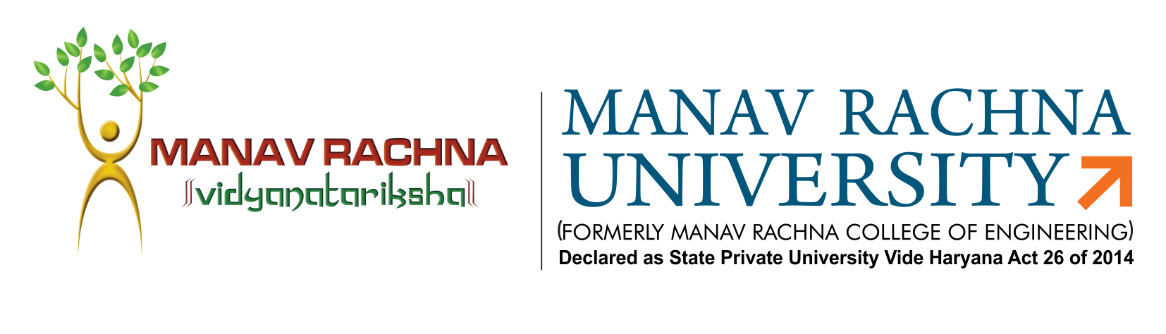 MANAV RACHNA
||vidyanatariksha||
MANAV RACHNA
UNIVERSITY
(FORMERLY MANAV RACHNA COLLEGE OF ENGINEERING)
Declared as State Private University Vide Haryana Act 26 of 2014